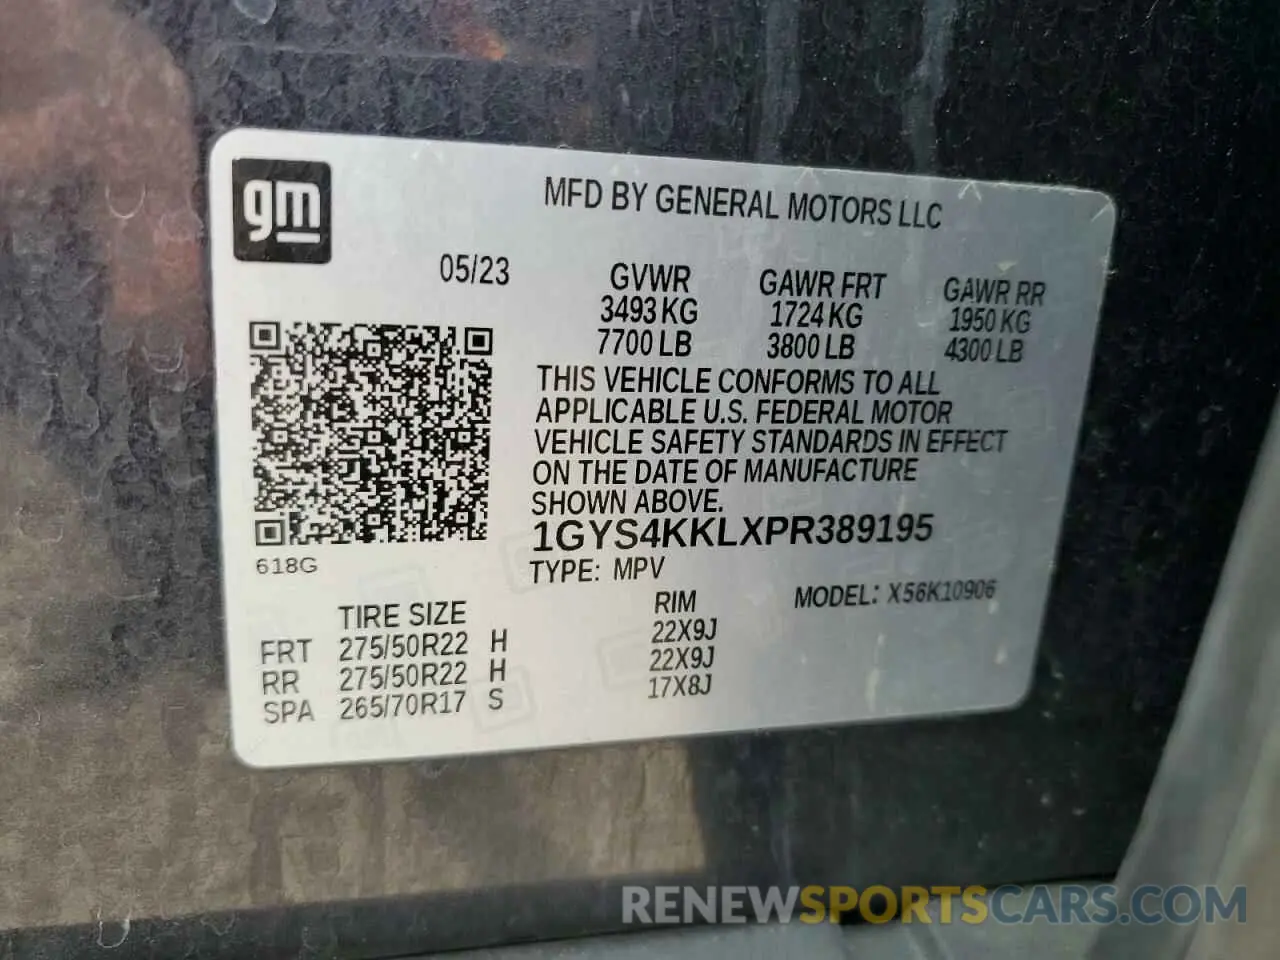 gm
MFD BY GENERAL MOTORS LLC
05/23
GVWR GAWR FRT GAWR RR
3493 KG 1724 KG 1950 KG
7700 LB 3800 LB 4300 LB
THIS VEHICLE CONFORMS TO ALL
APPLICABLE U.S. FEDERAL MOTOR
VEHICLE SAFETY STANDARDS IN EFFECT
ON THE DATE OF MANUFACTURE
SHOWN ABOVE.
1GYS4KKLXPR389195
618G
TYPE: MPV
MODEL: X56K10906
TIRE SIZE RIM
FRT 275/50R22 H 22X9J
RR 275/50R22 H 22X9J
SPA 265/70R17 S 17X8J
RENEWSPORTSCARS.COM